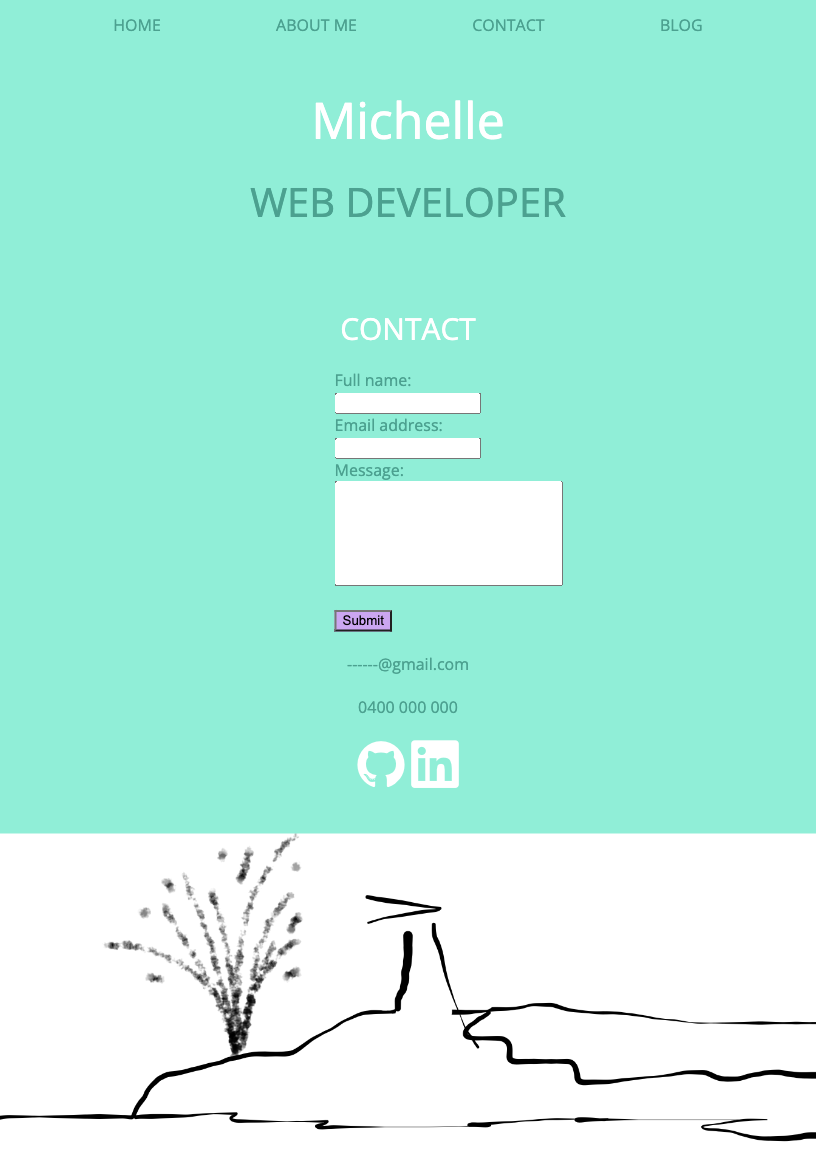 HOME ABOUT ME CONTACT BLOG
Michelle
WEB DEVELOPER
CONTACT
Full name:
Email address:
Message:
Submit
------@gmail.com
0400 000 000
in